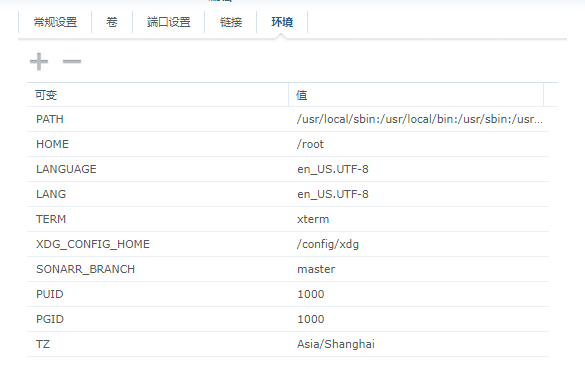 常规设置 卷 端口设置 链接 环境
可变 值
PATH /usr/local/sbin:/usr/local/bin:/usr/sbin:/usr...
HOME /root
LANGUAGE en_US.UTF-8
LANG en_US.UTF-8
TERM xterm
XDG_CONFIG_HOME /config/xdg
SONARR_BRANCH master
PUID 1000
PGID 1000
TZ Asia/Shanghai